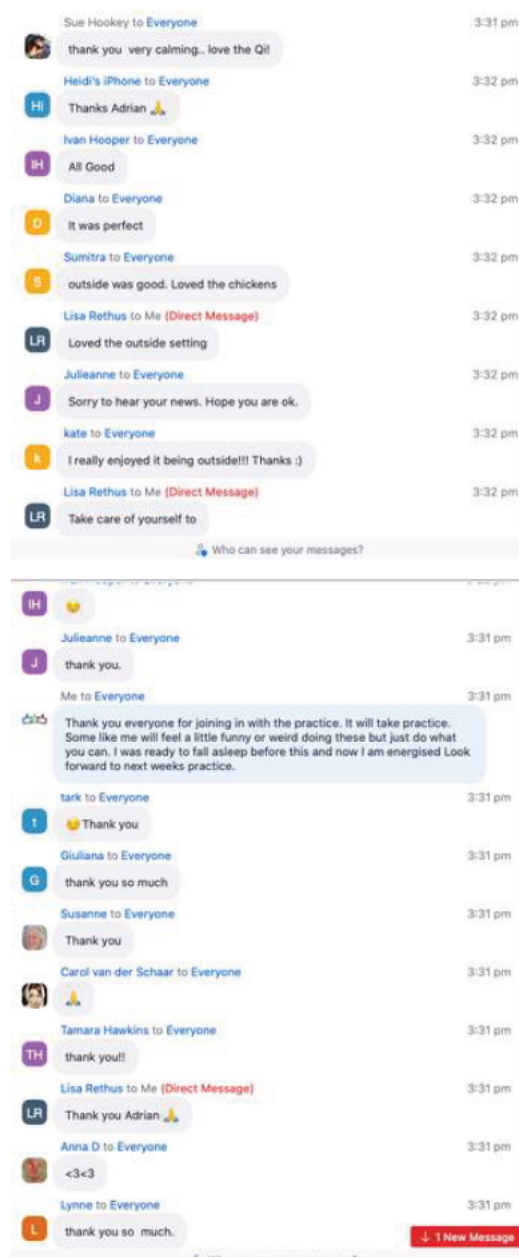 Sue Hookey to Everyone 3:31 pm
thank you very calming.. love the Qi!
Heidi's iPhone to Everyone 3:32 pm
Hi
Thanks Adrian 🙏
Ivan Hooper to Everyone 3:32 pm
IH
All Good
Diana to Everyone 3:32 pm
D
It was perfect
Sumitra to Everyone 3:32 pm
S
outside was good. Loved the chickens
Lisa Rethus to Me (Direct Message) 3:32 pm
LR
Loved the outside setting
Julieanne to Everyone 3:32 pm
J
Sorry to hear your news. Hope you are ok.
kate to Everyone 3:32 pm
k
I really enjoyed it being outside!!! Thanks :)
Lisa Rethus to Me (Direct Message) 3:32 pm
LR
Take care of yourself to
Who can see your messages?
IH
Julieanne to Everyone 3:31 pm
J
thank you.
Me to Everyone 3:31 pm
Thank you everyone for joining in with the practice. It will take practice.
Some like me will feel a little funny or weird doing these but just do what
you can. I was ready to fall asleep before this and now I am energised Look
forward to next weeks practice.
tark to Everyone 3:31 pm
t
Thank you
Giuliana to Everyone 3:31 pm
G
thank you so much
Susanne to Everyone 3:31 pm
Thank you
Carol van der Schaar to Everyone 3:31 pm
🙏
Tamara Hawkins to Everyone 3:31 pm
TH
thank you!!
Lisa Rethus to Me (Direct Message) 3:31 pm
LR
Thank you Adrian 🙏
Anna D to Everyone 3:31 pm
<3<3
Lynne to Everyone 3:31 pm
L
thank you so much.
↓ 1 New Message